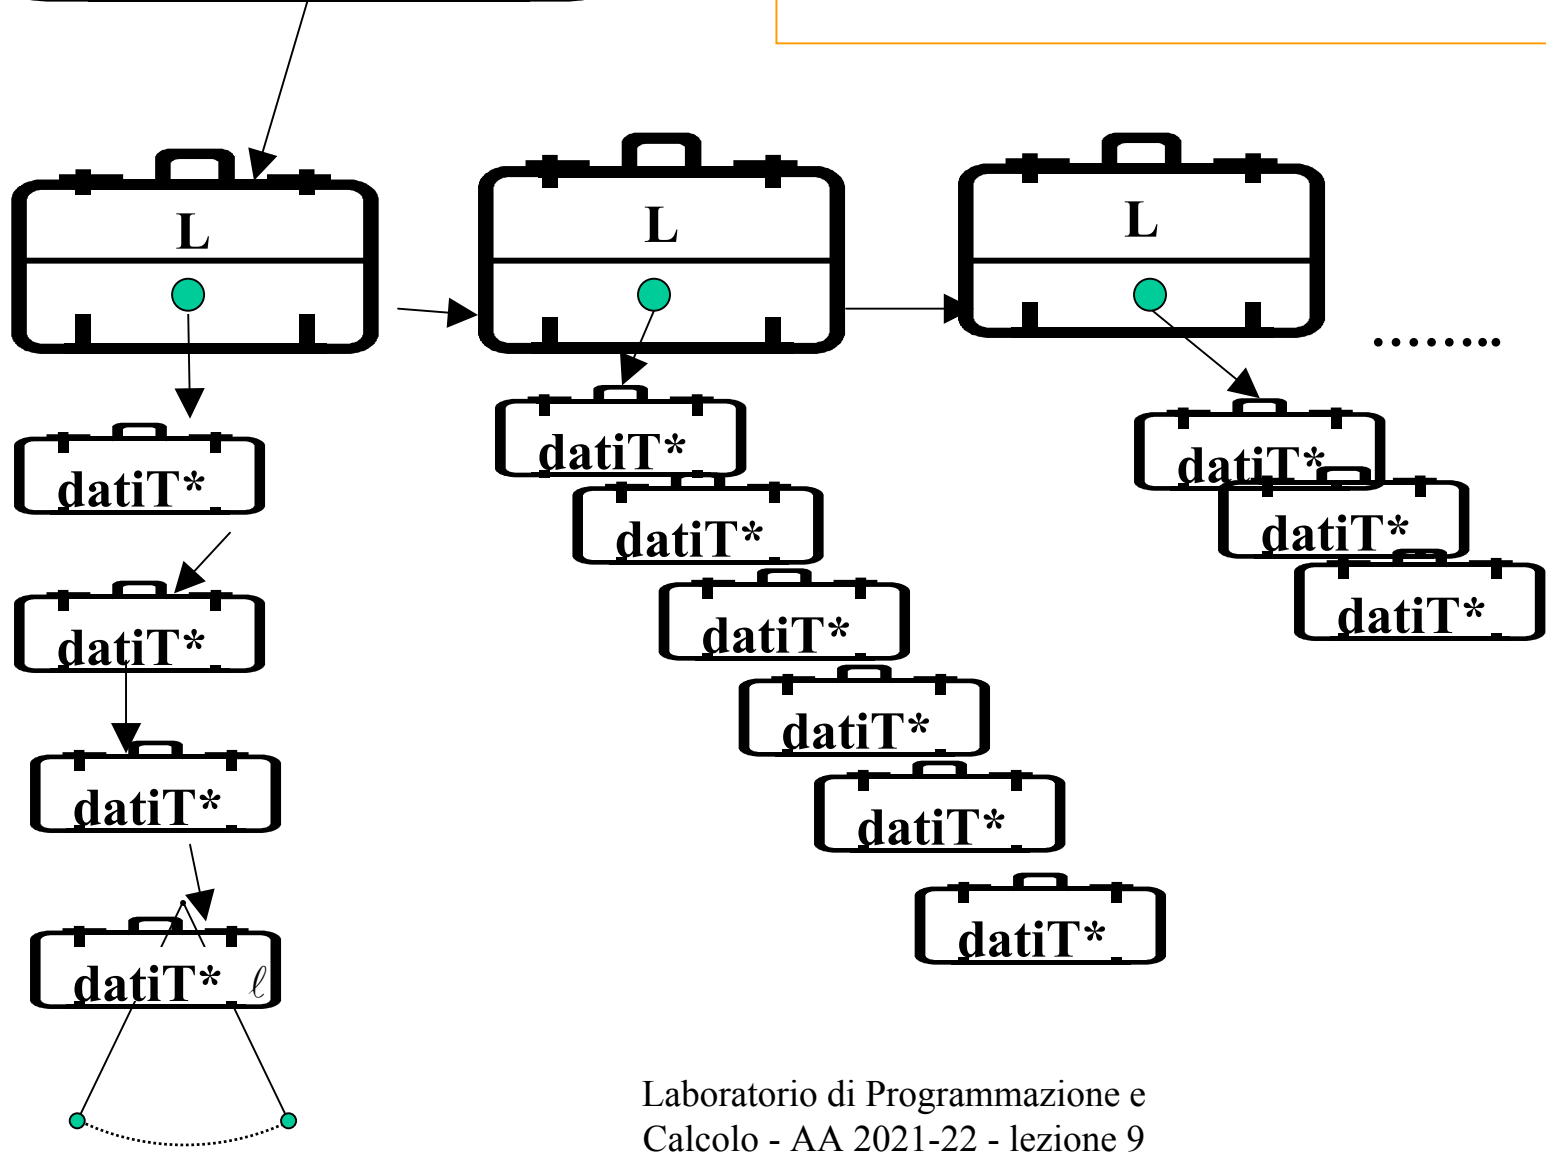 L
L
L
........
datiT*
datiT*
datiT*
datiT*
datiT*
datiT*
datiT*
datiT*
datiT*
datiT*
datiT*
datiT*
datiT* ℓ
Laboratorio di Programmazione e
Calcolo - AA 2021-22 - lezione 9